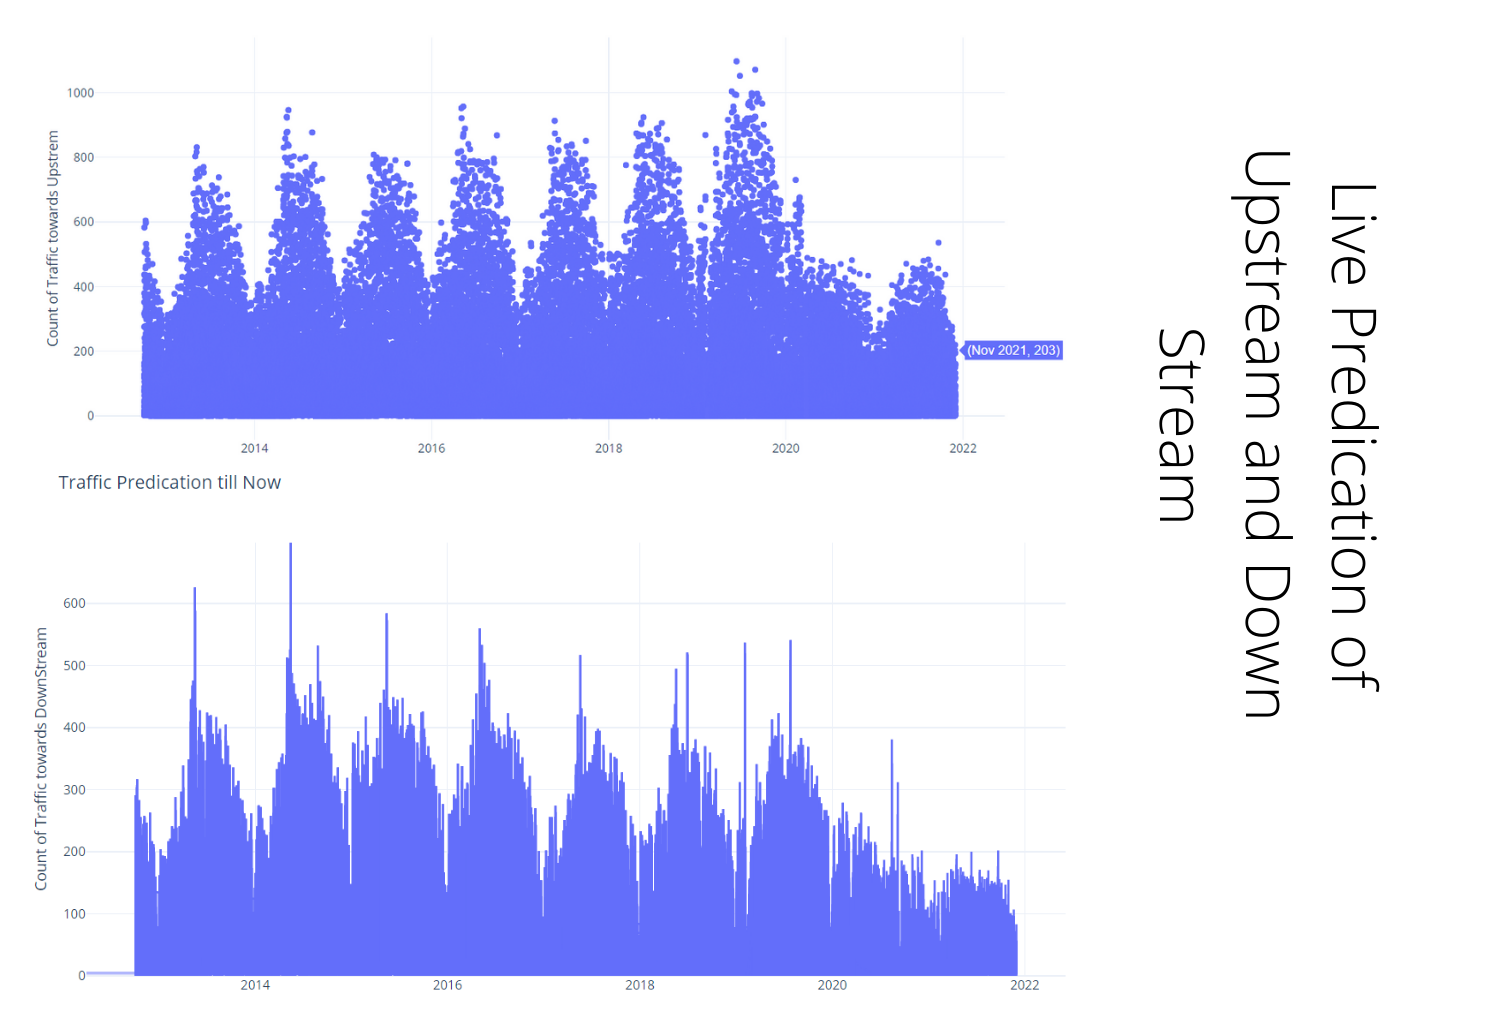 Live Predication of
Upstream and Down
Stream
Count of Traffic towards Upstrem
1000
800
600
400
200
0
(Nov 2021, 203)
2014 2016 2018 2020 2022
Traffic Predication till Now
Count of Traffic towards DownStream
600
500
400
300
200
100
0
2014 2016 2018 2020 2022